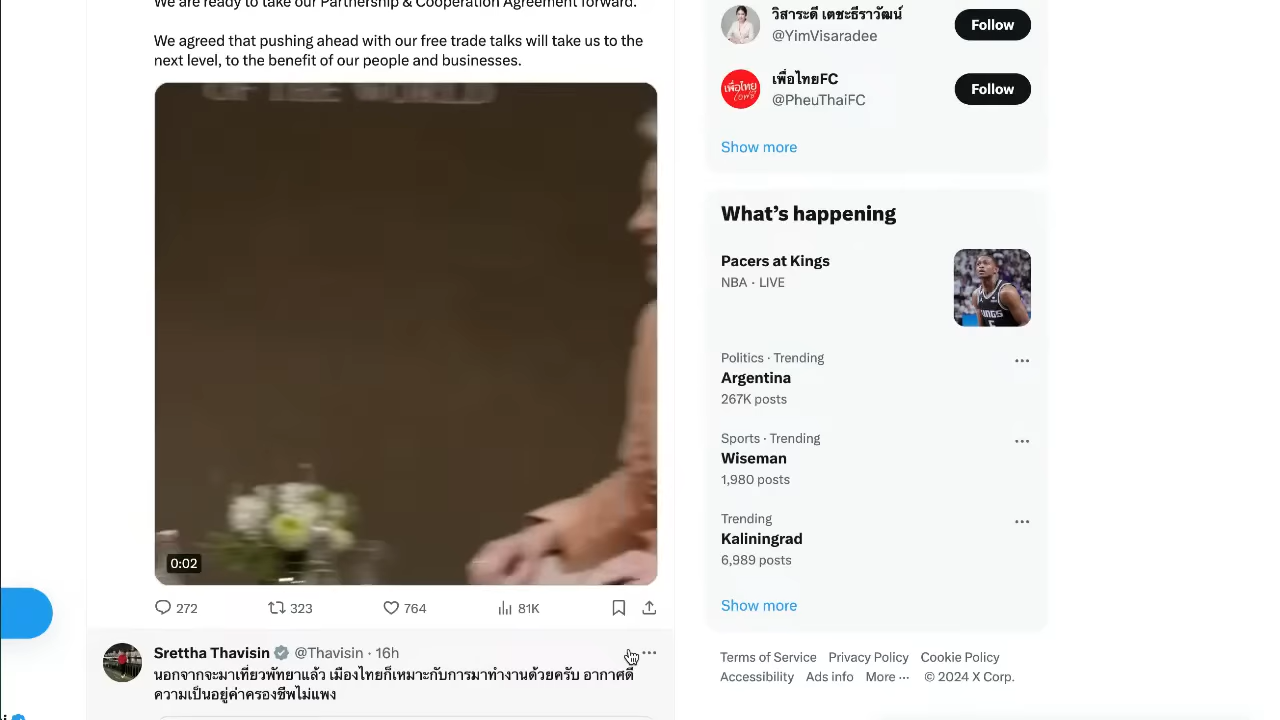 We are ready to take our Partnership & Cooperation Agreement forward.
We agreed that pushing ahead with our free trade talks will take us to the
next level, to the benefit of our people and businesses.
OF THE WORLD
0:02
272
323
764
81K
Srettha Thavisin @Thavisin · 16h
นอกจากจะมาเที่ยวพัทยาแล้ว เมืองไทยก็เหมาะกับการมาทำงานด้วยครับ อากาศดี
ความเป็นอยู่ค่าครองชีพไม่แพง
วิสาระดี เตชะธีราวัฒน์
@YimVisaradee
Follow
เพื่อไทยFC
@PheuThaiFC
Follow
Show more
What's happening
Pacers at Kings
NBA · LIVE
Politics · Trending
Argentina
267K posts
Sports · Trending
Wiseman
1,980 posts
Trending
Kaliningrad
6,989 posts
Show more
Terms of Service Privacy Policy Cookie Policy
Accessibility Ads info More ··· © 2024 X Corp.